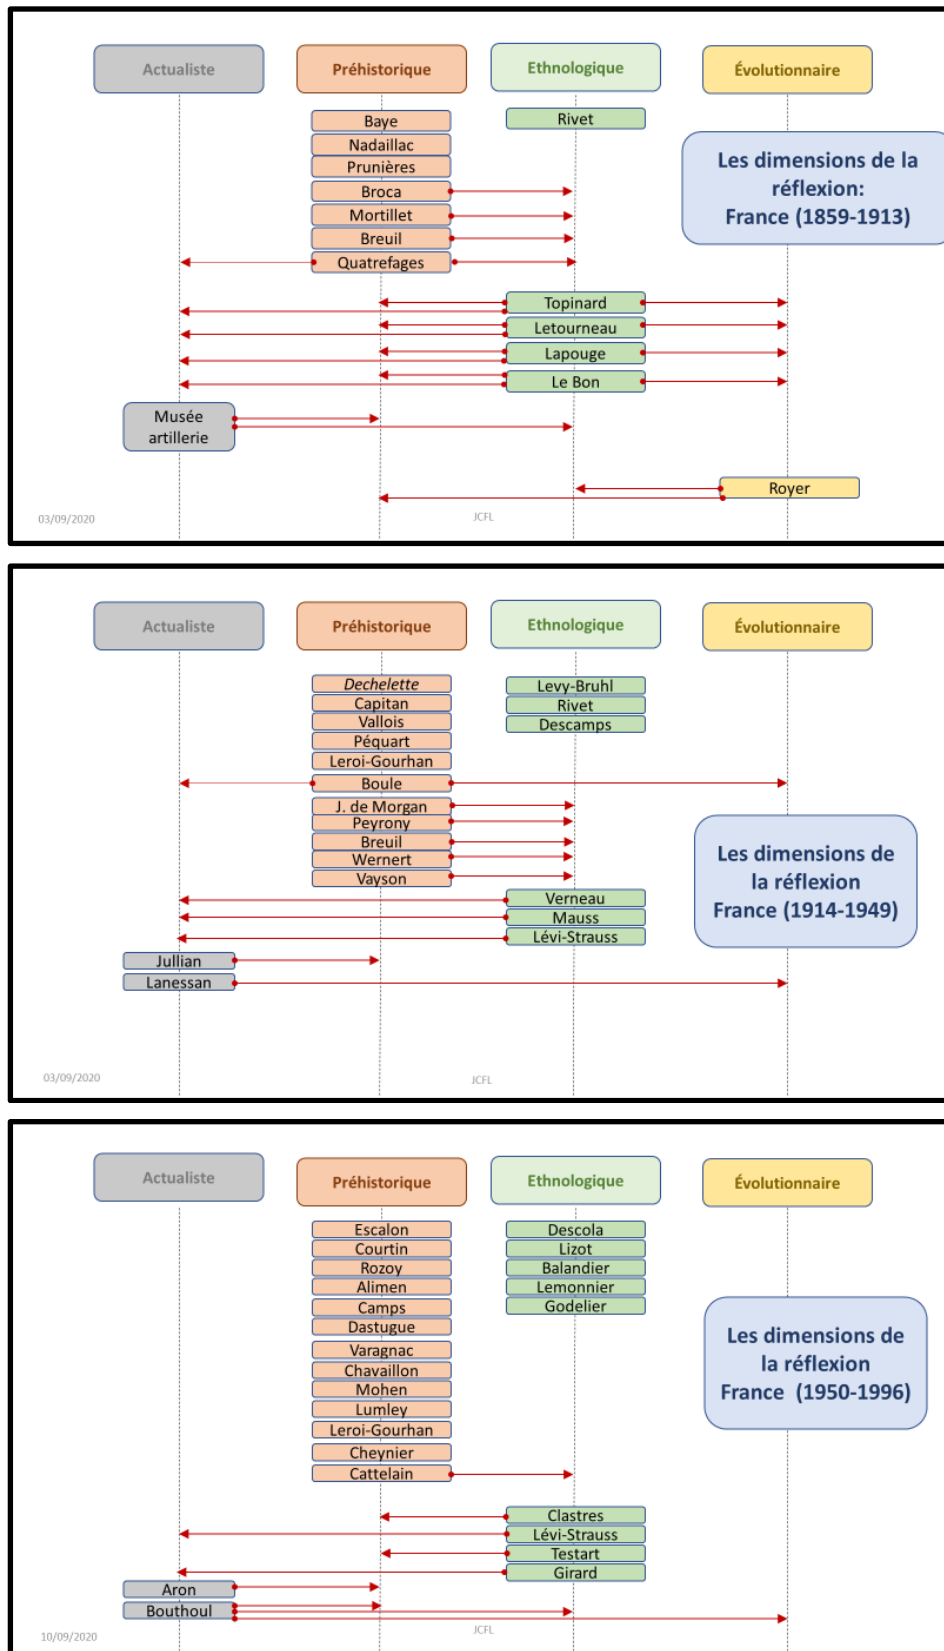 Actualiste
Préhistorique
Ethnologique
Évolutionnaire
Baye
Rivet
Nadaillac
Prunières
Broca
Mortillet
Breuil
Quatrefages
Les dimensions de la
réflexion:
France (1859-1913)
Topinard
Letourneau
Lapouge
Le Bon
Musée
artillerie
Royer
03/09/2020
JCFL
Actualiste
Préhistorique
Ethnologique
Évolutionnaire
Dechelette
Levy-Bruhl
Capitan
Rivet
Vallois
Descamps
Péquart
Leroi-Gourhan
Boule
J. de Morgan
Peyrony
Breuil
Wernert
Vayson
Les dimensions de
la réflexion
France (1914-1949)
Verneau
Mauss
Lévi-Strauss
Jullian
Lanessan
03/09/2020
JCFL
Actualiste
Préhistorique
Ethnologique
Évolutionnaire
Escalon
Descola
Courtin
Lizot
Rozoy
Balandier
Alimen
Lemonnier
Camps
Godelier
Dastugue
Varagnac
Chavaillon
Mohen
Lumley
Leroi-Gourhan
Cheynier
Cattelain
Les dimensions de
la réflexion
France (1950-1996)
Clastres
Lévi-Strauss
Testart
Girard
Aron
Bouthoul
10/09/2020
JCFL